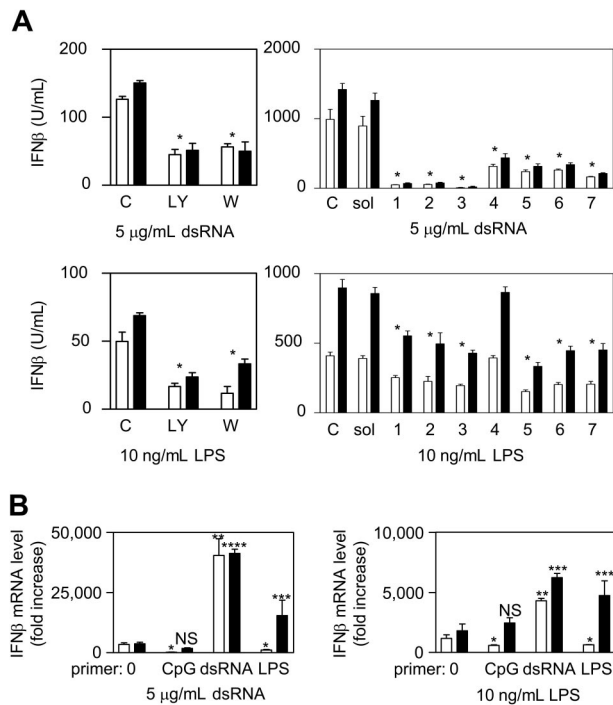 A
IFNβ (U/mL)
200
100
0
C LY W
* *
5 μg/mL dsRNA
2000
1000
0
* * * * * * *
C sol 1 2 3 4 5 6 7
5 μg/mL dsRNA
IFNβ (U/mL)
100
50
0
* *
C LY W
10 ng/mL LPS
1000
500
0
* * * * * *
C sol 1 2 3 4 5 6 7
10 ng/mL LPS
B
IFNβ mRNA level
(fold increase)
50,000
25,000
0
* NS ** **** * ***
primer: 0 CpG dsRNA LPS
5 μg/mL dsRNA
IFNβ mRNA level
(fold increase)
10,000
5,000
0
* NS ** *** * ***
primer: 0 CpG dsRNA LPS
10 ng/mL LPS